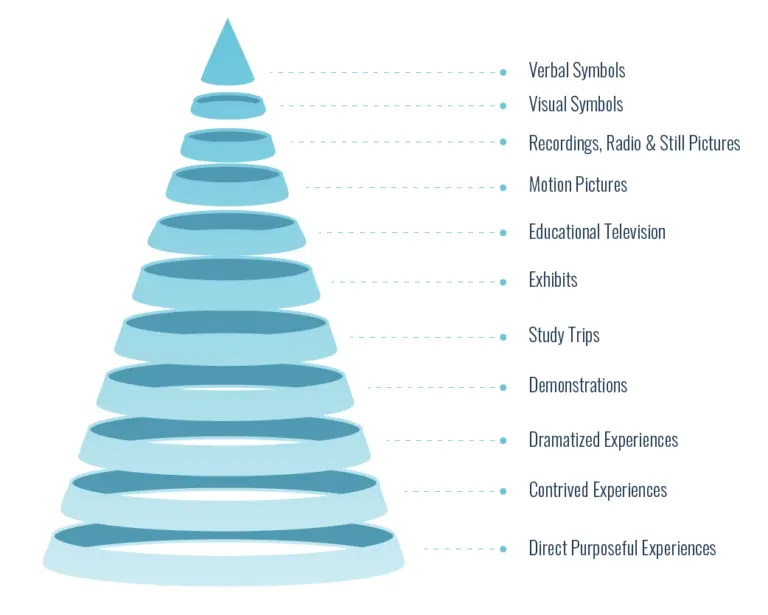 Verbal Symbols
Visual Symbols
Recordings, Radio & Still Pictures
Motion Pictures
Educational Television
Exhibits
Study Trips
Demonstrations
Dramatized Experiences
Contrived Experiences
Direct Purposeful Experiences